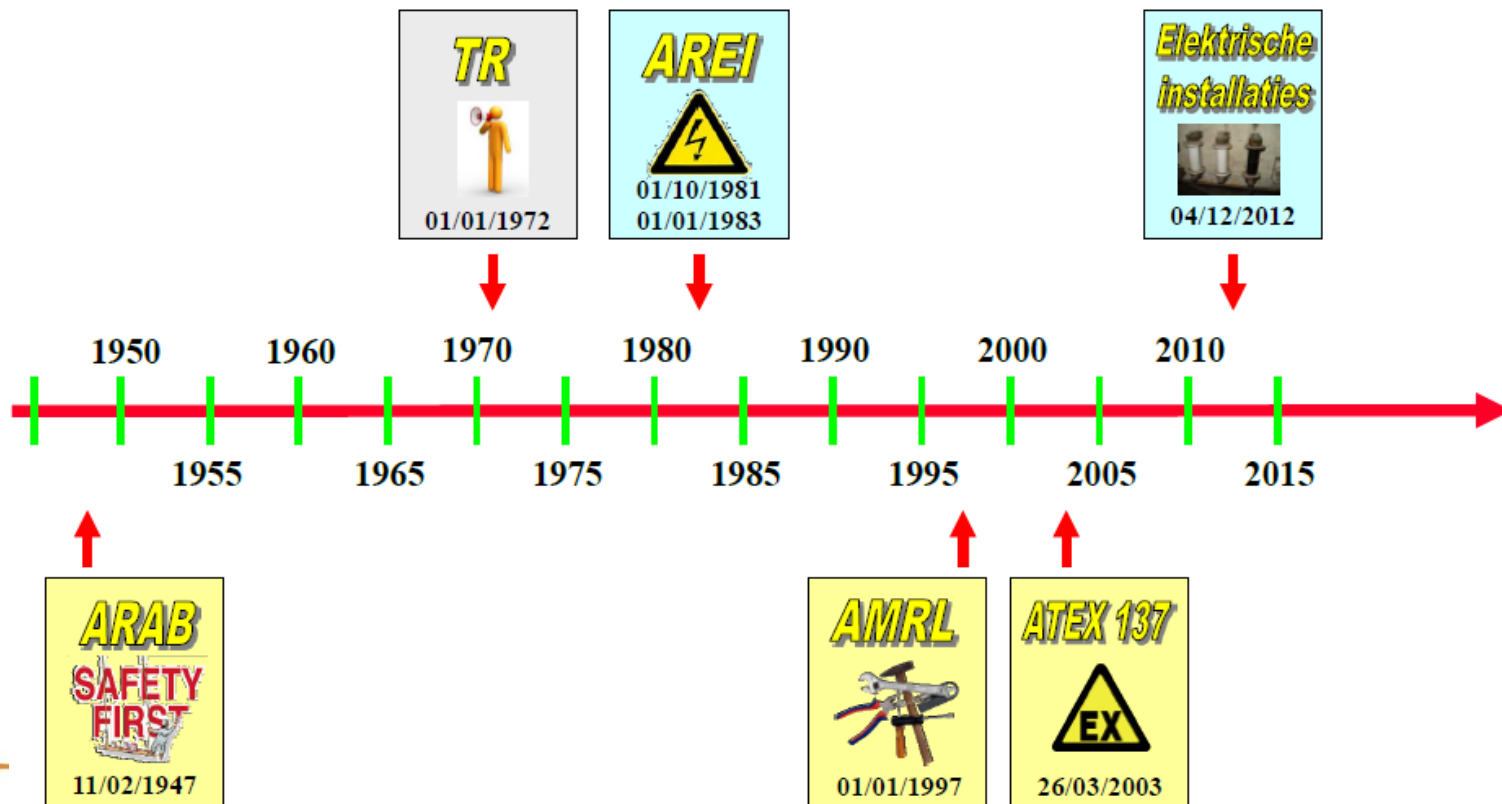 TR
01/01/1972
AREI
01/10/1981
01/01/1983
Elektrische
installaties
04/12/2012
1950 1960 1970 1980 1990 2000 2010
1955 1965 1975 1985 1995 2005 2015
ARAB
SAFETY
FIRST
11/02/1947
AMRL
01/01/1997
ATEX 137
EX
26/03/2003